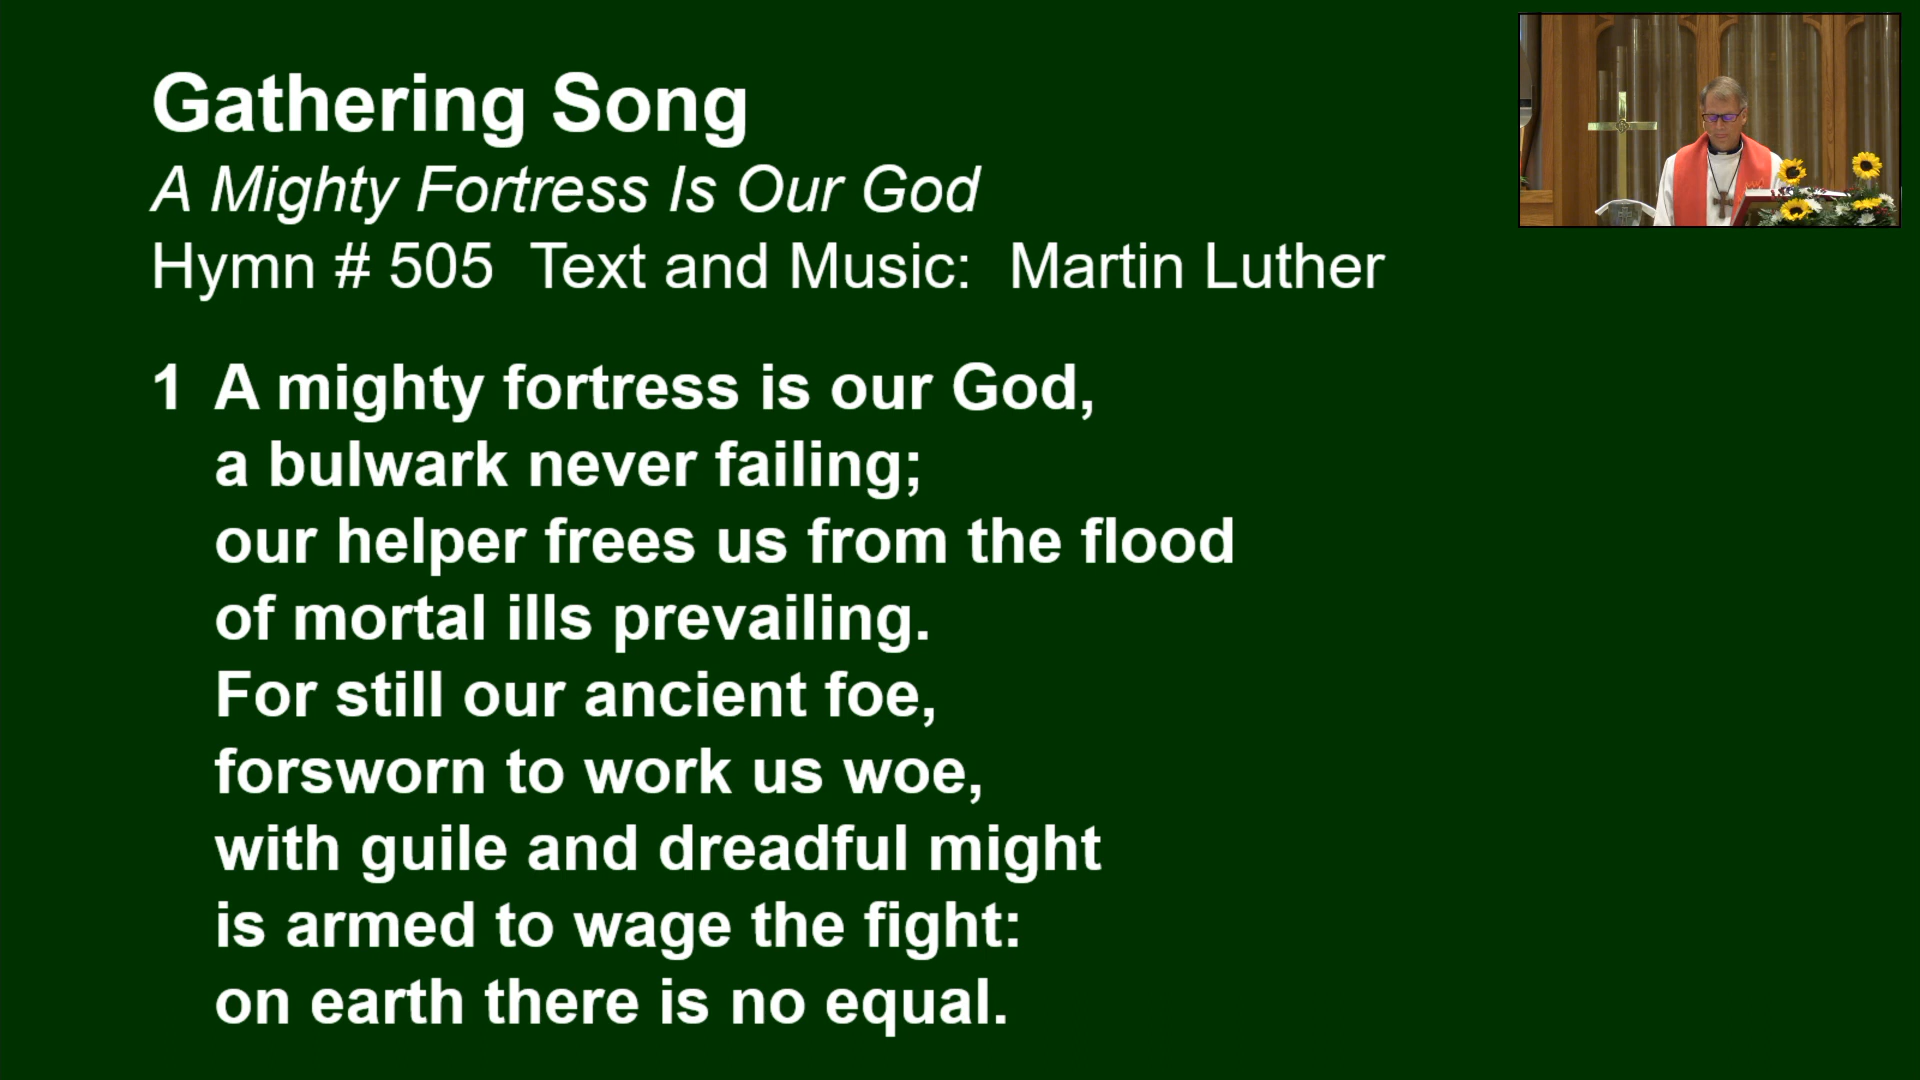 Gathering Song
A Mighty Fortress Is Our God
Hymn # 505  Text and Music:  Martin Luther
1 A mighty fortress is our God,
a bulwark never failing;
our helper frees us from the flood
of mortal ills prevailing.
For still our ancient foe,
forsworn to work us woe,
with guile and dreadful might
is armed to wage the fight:
on earth there is no equal.